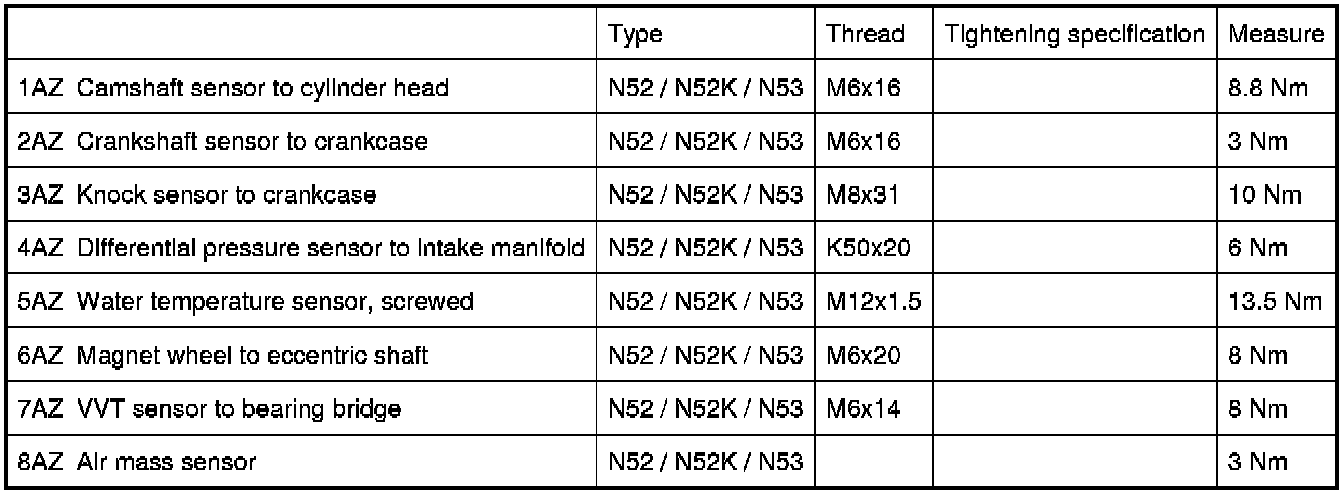 Type Thread Tightening specification Measure
1AZ Camshaft sensor to cylinder head N52 / N52K / N53 M6x16 8.8 Nm
2AZ Crankshaft sensor to crankcase N52 / N52K / N53 M6x16 3 Nm
3AZ Knock sensor to crankcase N52 / N52K / N53 M8x31 10 Nm
4AZ Differential pressure sensor to intake manifold N52 / N52K / N53 K50x20 6 Nm
5AZ Water temperature sensor, screwed N52 / N52K / N53 M12x1.5 13.5 Nm
6AZ Magnet wheel to eccentric shaft N52 / N52K / N53 M6x20 8 Nm
7AZ VVT sensor to bearing bridge N52 / N52K / N53 M6x14 8 Nm
8AZ Air mass sensor N52 / N52K / N53 3 Nm